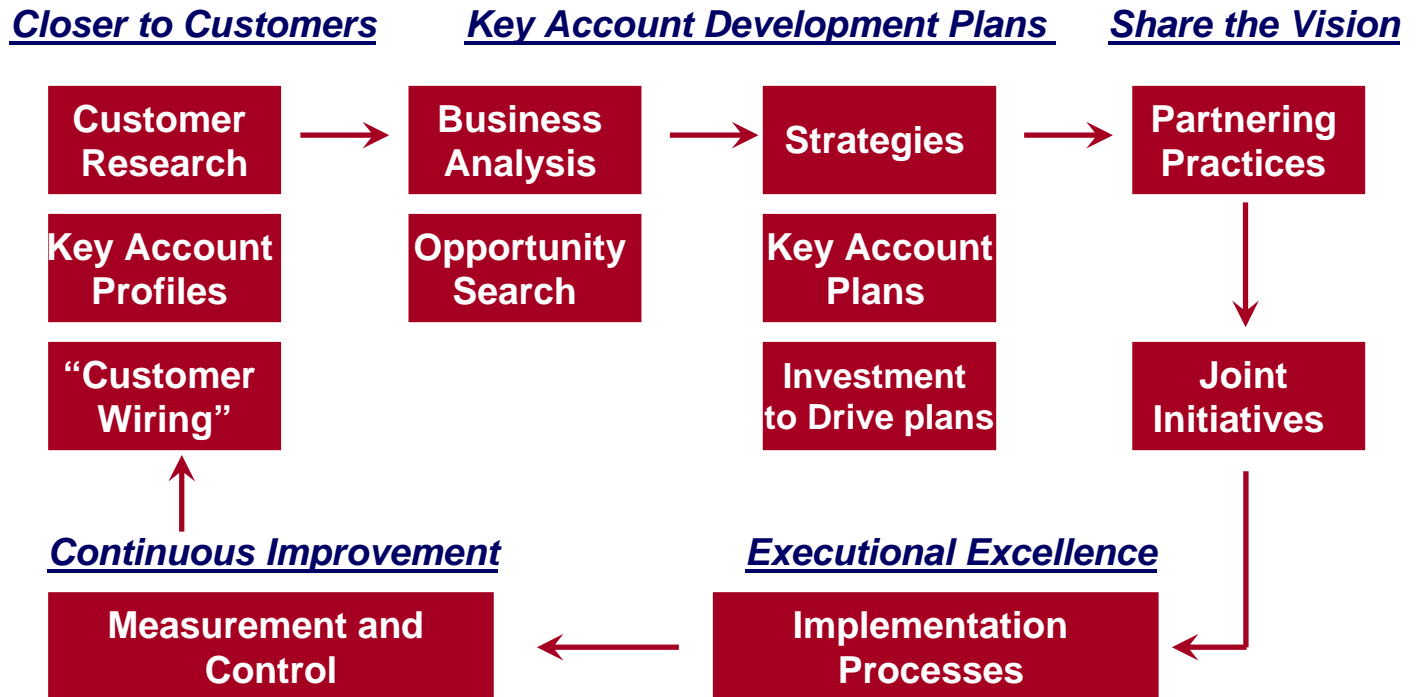 Closer to Customers
Key Account Development Plans
Share the Vision
Customer
Research
Business
Analysis
Strategies
Partnering
Practices
Key Account
Profiles
Opportunity
Search
Key Account
Plans
“Customer
Wiring”
Investment
to Drive plans
Joint
Initiatives
Continuous Improvement
Executional Excellence
Measurement and
Control
Implementation
Processes